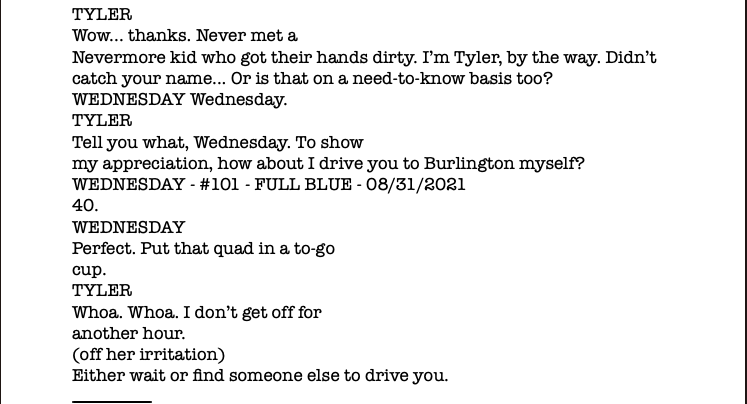 TYLER
Wow... thanks. Never met a
Nevermore kid who got their hands dirty. I'm Tyler, by the way. Didn't
catch your name... Or is that on a need-to-know basis too?
WEDNESDAY Wednesday.
TYLER
Tell you what, Wednesday. To show
my appreciation, how about I drive you to Burlington myself?
WEDNESDAY - #101 - FULL BLUE - 08/31/2021
40.
WEDNESDAY
Perfect. Put that quad in a to-go
cup.
TYLER
Whoa. Whoa. I don't get off for
another hour.
(off her irritation)
Either wait or find someone else to drive you.